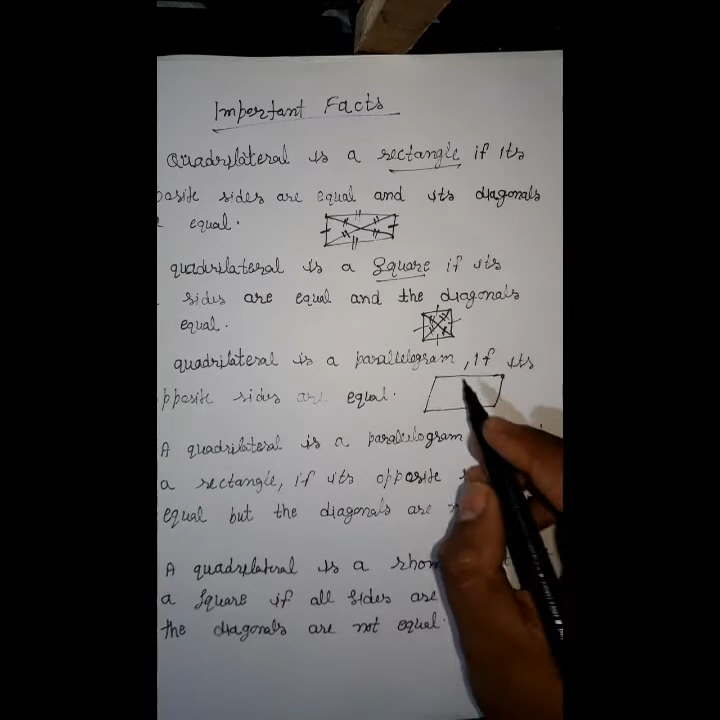 Important Facts
Quadrilateral is a rectangle if its
posite sides are equal and its diagonals
equal.
quadrilateral is a Square if its
sides are equal and the diagonals
equal.
quadrilateral is a parallelogram, if its
pposite sides are equal.
A quadrilateral is a parallelogram
a rectangle, if its opposite
equal but the diagonals are
A quadrilateral is a rhom
a Square if all sides are
the diagonals are not equal.